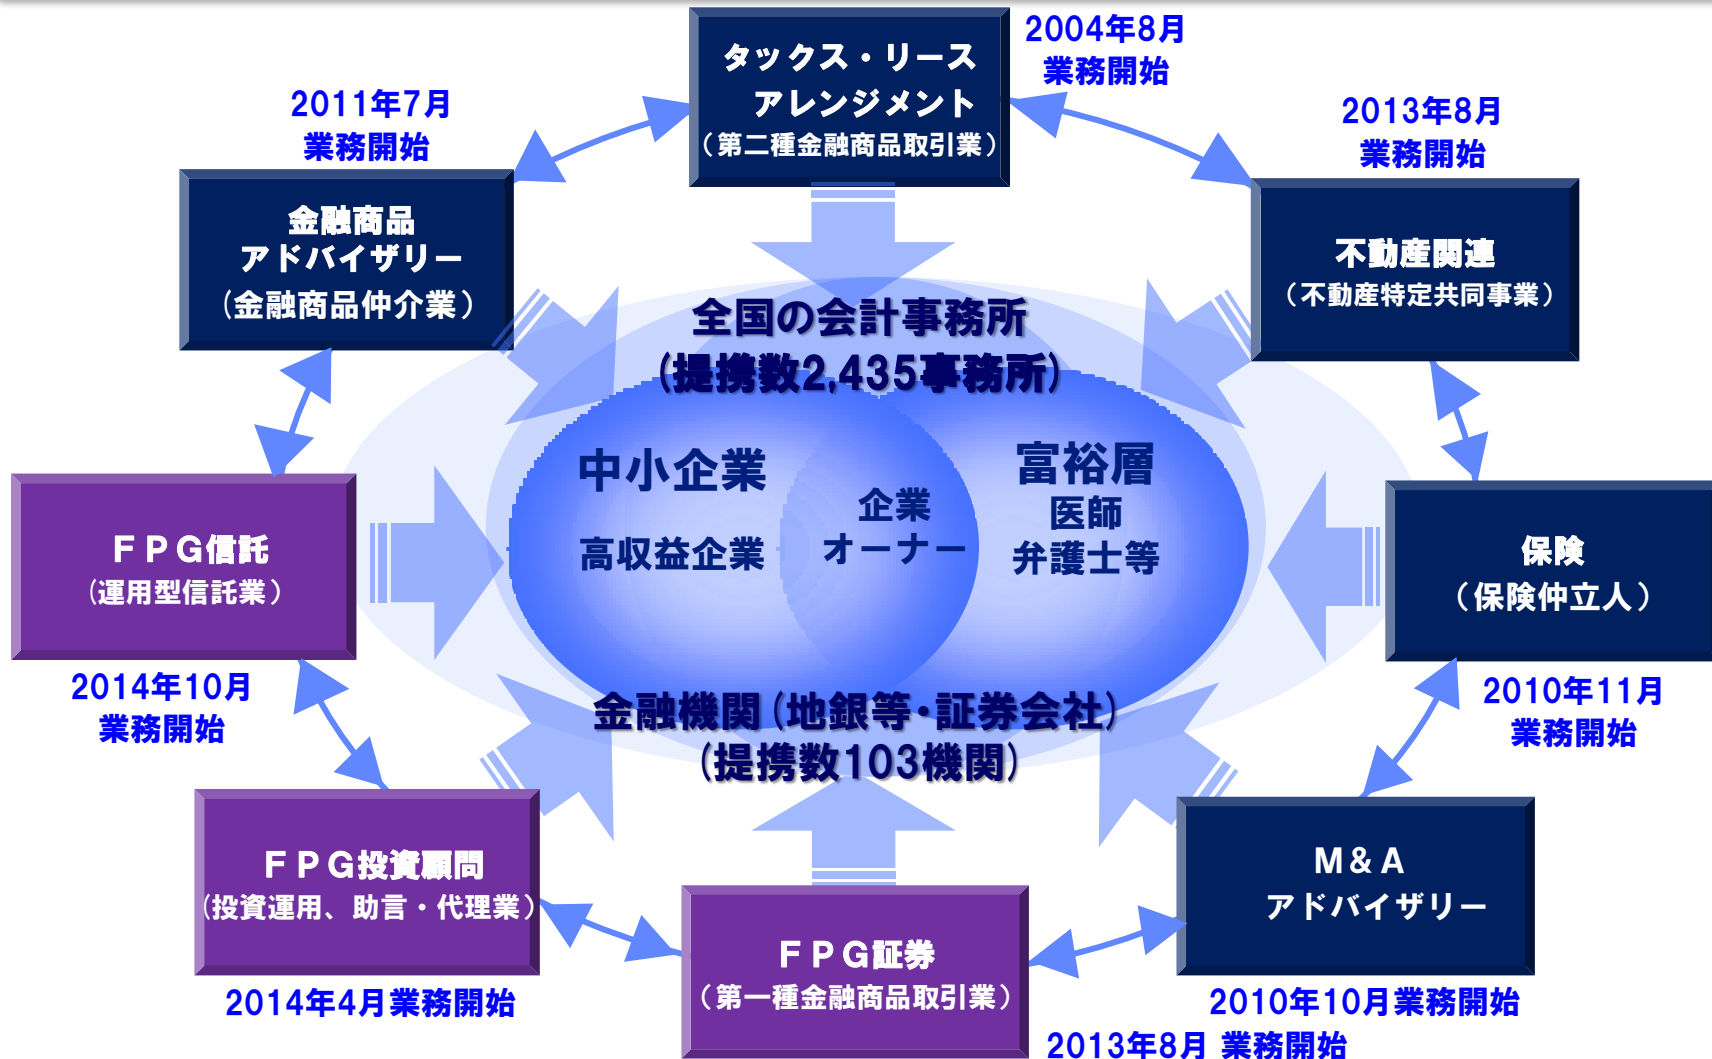 タックス・リース
アレンジメント
（第二種金融商品取引業）
2004年8月
業務開始
2011年7月
業務開始
金融商品
アドバイザリー
(金融商品仲介業）
2013年8月
業務開始
不動産関連
（不動産特定共同事業）
全国の会計事務所
(提携数2,435事務所)
中小企業
高収益企業
企業
オーナー
富裕層
医師
弁護士等
ＦＰＧ信託
(運用型信託業）
2014年10月
業務開始
保険
（保険仲立人）
2010年11月
業務開始
金融機関(地銀等・証券会社)
(提携数103機関)
ＦＰＧ投資顧問
(投資運用、助言・代理業）
2014年4月業務開始
ＦＰＧ証券
（第一種金融商品取引業）
2013年8月 業務開始
Ｍ＆Ａ
アドバイザリー
2010年10月業務開始